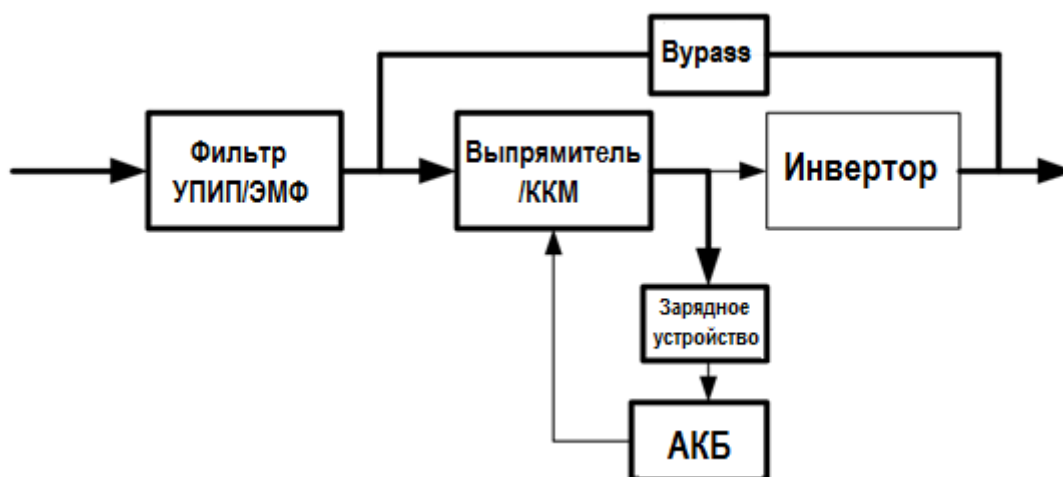 Bypass
Фильтр
УПИП/ЭМФ
Выпрямитель
/ККМ
Инвертор
Зарядное
устройство
АКБ